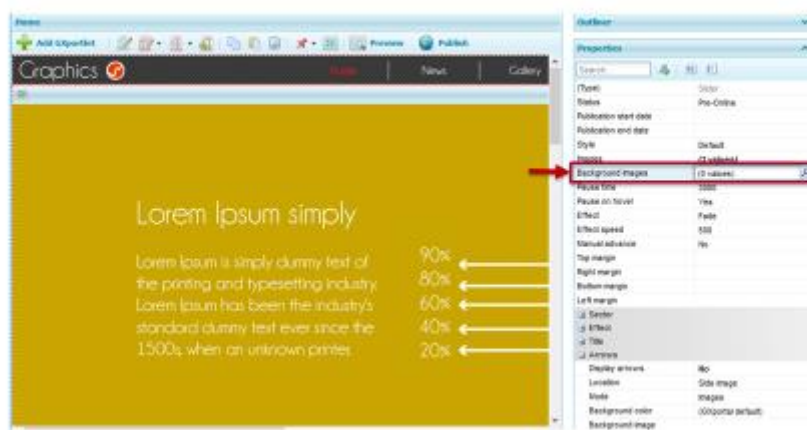 Home
Add GXportlet
Preview
Publish
Graphics
Home
News
Gallery
Lorem Ipsum simply
Lorem Ipsum is simply dummy text of
the printing and typesetting industry.
Lorem Ipsum has been the industry's
standard dummy text ever since the
1500s, when an unknown printer
90%
80%
60%
40%
20%
Outliner
Properties
Search
(Type) Slider
Status Pre-Online
Publication start date
Publication end date
Style Default
Images
Background images (0 values)
Pause time 3000
Pause on hover Yes
Effect Fade
Effect speed 500
Manual advance No
Top margin
Right margin
Bottom margin
Left margin
Effect
Title
Arrows
Display arrows No
Location Side image
Mode Images
Background color (GXportal default)
Background image